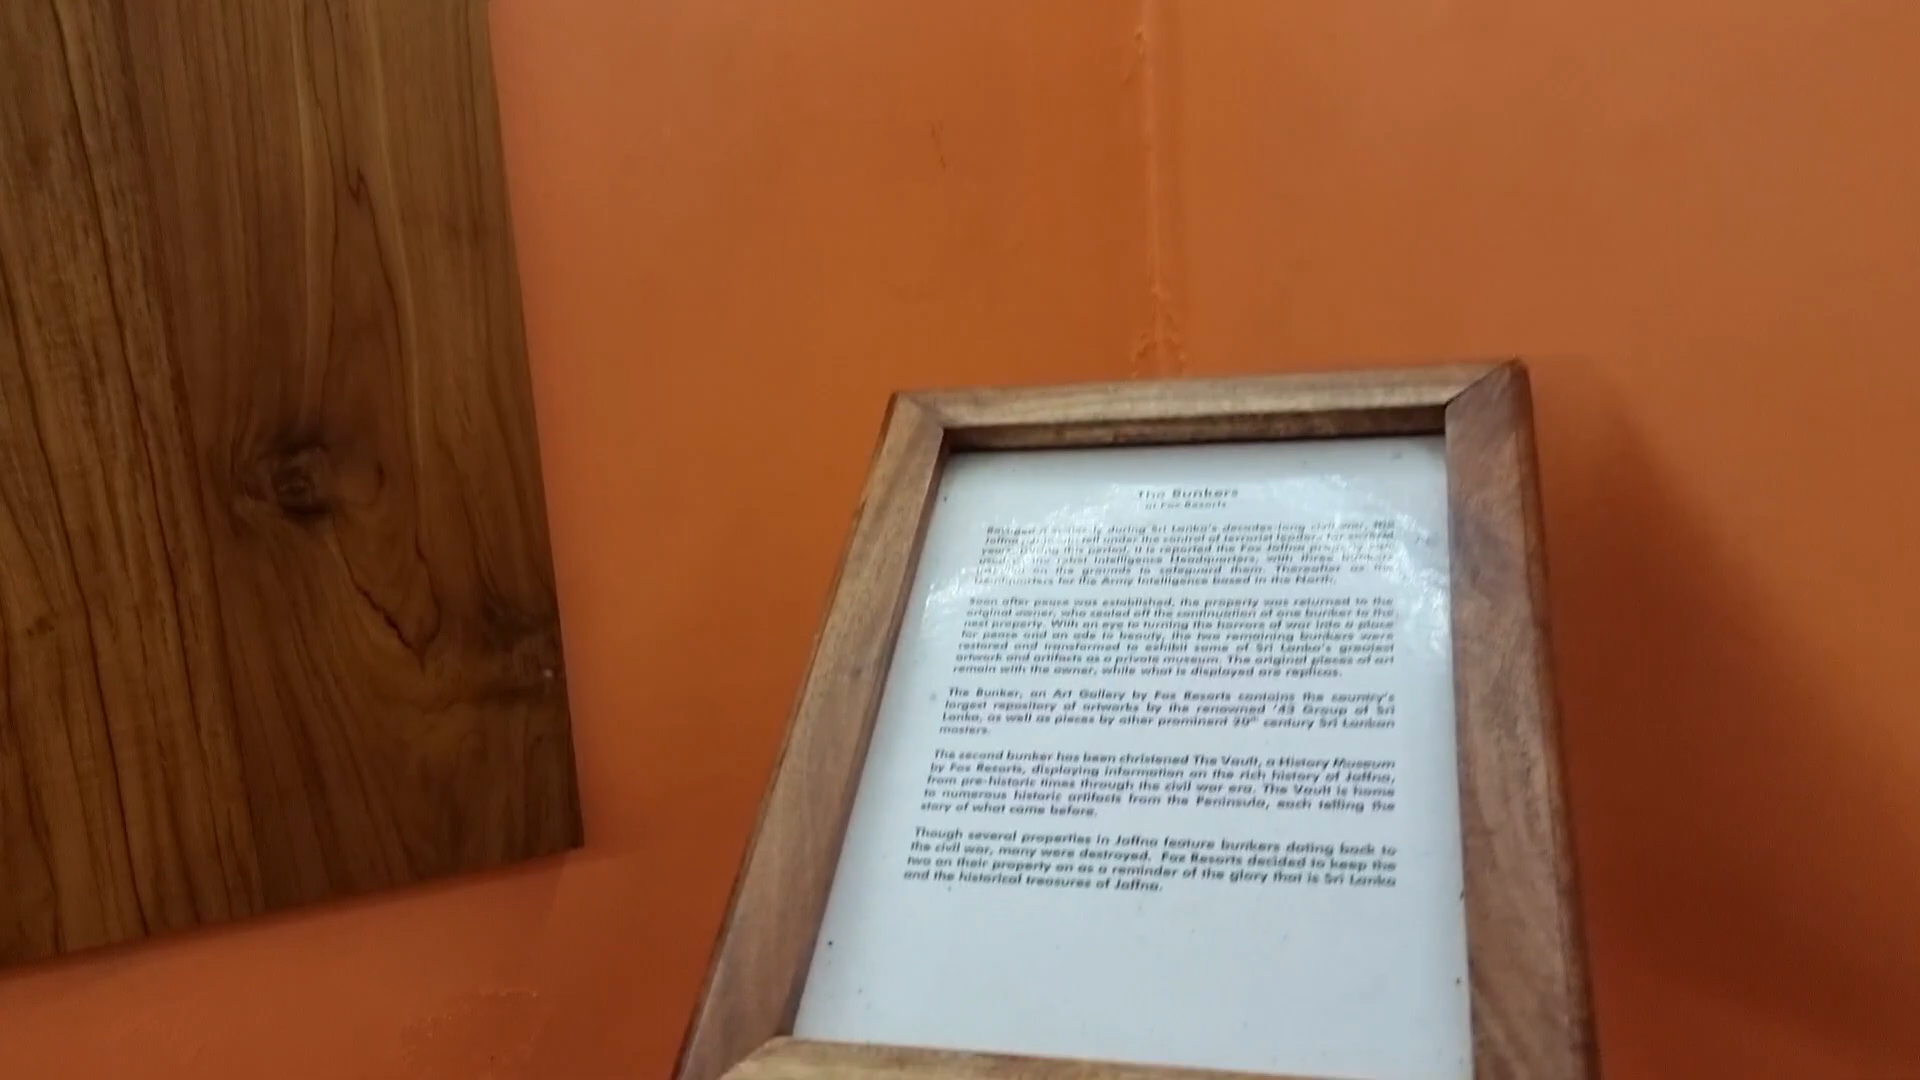 The Bunkers
at Fox Resorts
during Sri Lanka's decades-long civil war, the
Jaffna fell under the control of terrorist leaders for several
years. During this period, it is reported the Fox Jaffna property was
used Intelligence Headquarters, with three bunkers
on the grounds to safeguard them. Thereafter as the
Headquarters for the Army Intelligence based in the North.
Soon after peace was established, the property was returned to the
original owner, who sealed off the continuation of one bunker to the
next property. With an eye to turning the horrors of war into a place
for peace and an ode to beauty, the two remaining bunkers were
restored and transformed to exhibit some of Sri Lanka's greatest
artwork and artifacts as a private museum. The original pieces of art
remain with the owner, while what is displayed are replicas.
The Bunker, an Art Gallery by Fox Resorts contains the country's
largest repository of artworks by the renowned '43 Group of Sri
Lanka, as well as pieces by other prominent 20th century Sri Lankan
masters.
The second bunker has been christened The Vault, a History Museum
by Fox Resorts, displaying information on the rich history of Jaffna,
from pre-historic times through the civil war era. The Vault is home
to numerous historic artifacts from the Peninsula, each telling the
story of what came before.
Though several properties in Jaffna feature bunkers dating back to
the civil war, many were destroyed. Fox Resorts decided to keep the
two on their property on as a reminder of the glory that is Sri Lanka
and the historical treasures of Jaffna.